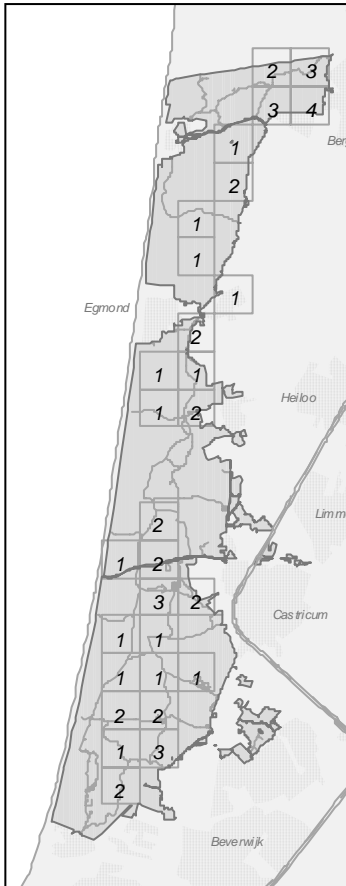 2 3
3 4
Ber
1
2
1
1
1
Egmond
2
1 1
Heiloo
1 2
Limm
2
1 2
3 2
Castricum
1 1
1 1 1
2 2
1 3
2
Beverwijk